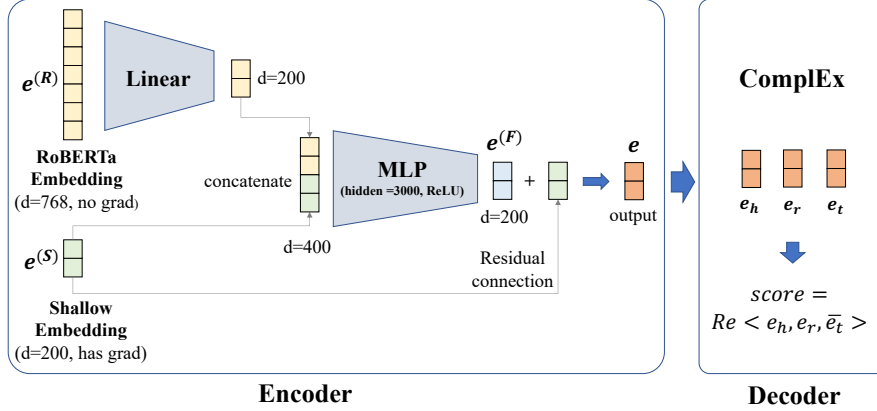 e(R)
Linear
d=200
RoBERTa
Embedding
(d=768, no grad)
concatenate
MLP
(hidden =3000, ReLU)
e(F)
+
d=200
e
output
d=400
e(S)
Shallow
Embedding
(d=200, has grad)
Residual
connection
Encoder
ComplEx
e_h e_r e_t
score =
Re < e_h, e_r, e̅_t >
Decoder